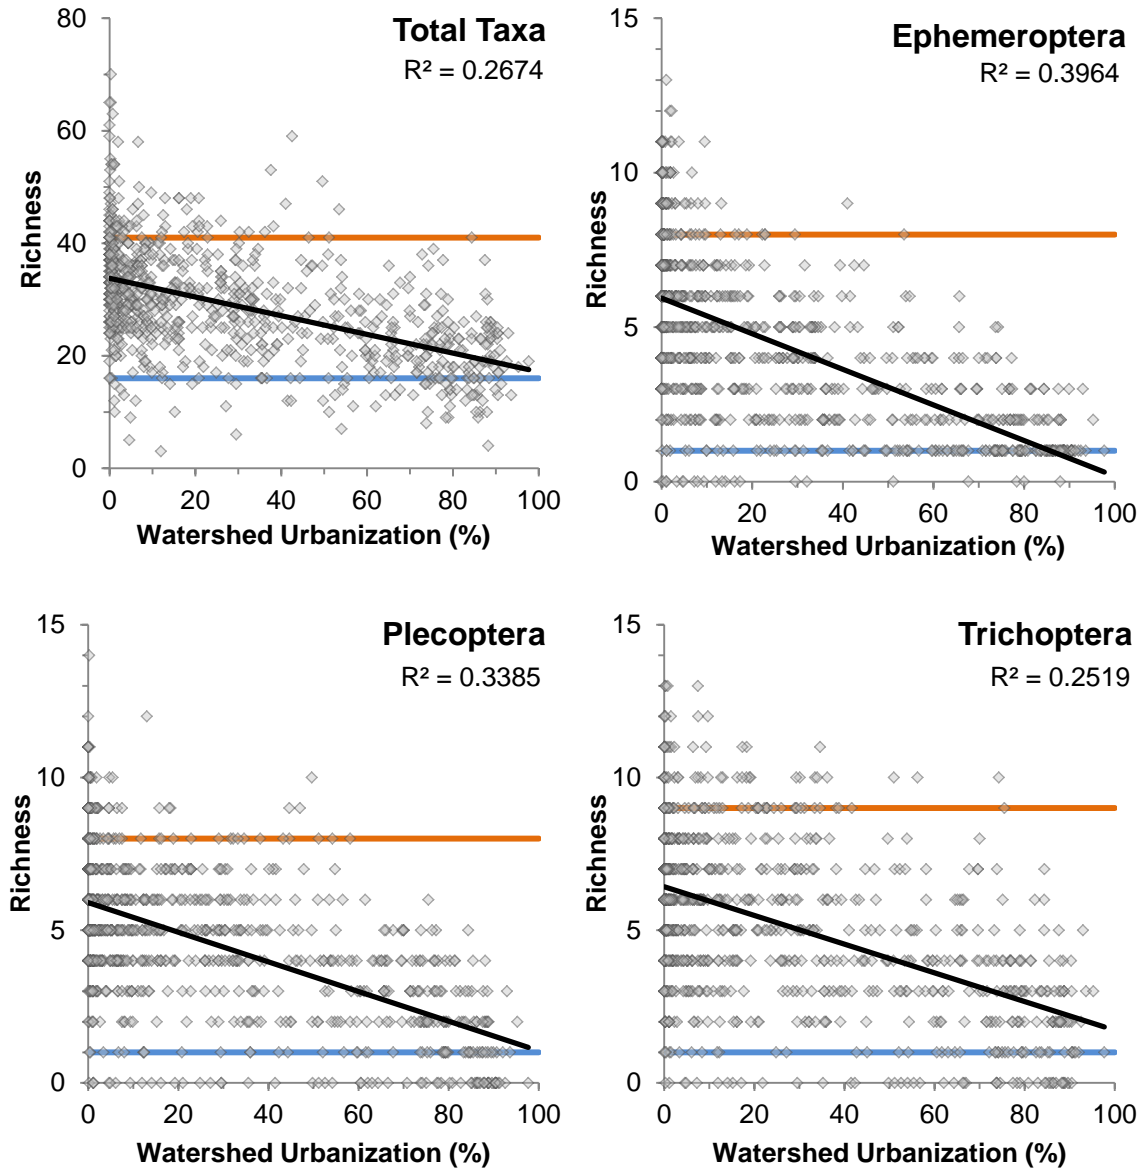 Total Taxa
R² = 0.2674
Richness
80
60
40
20
0
0 20 40 60 80 100
Watershed Urbanization (%)
Ephemeroptera
R² = 0.3964
Richness
15
10
5
0
0 20 40 60 80 100
Watershed Urbanization (%)
Plecoptera
R² = 0.3385
Richness
15
10
5
0
0 20 40 60 80 100
Watershed Urbanization (%)
Trichoptera
R² = 0.2519
Richness
15
10
5
0
0 20 40 60 80 100
Watershed Urbanization (%)